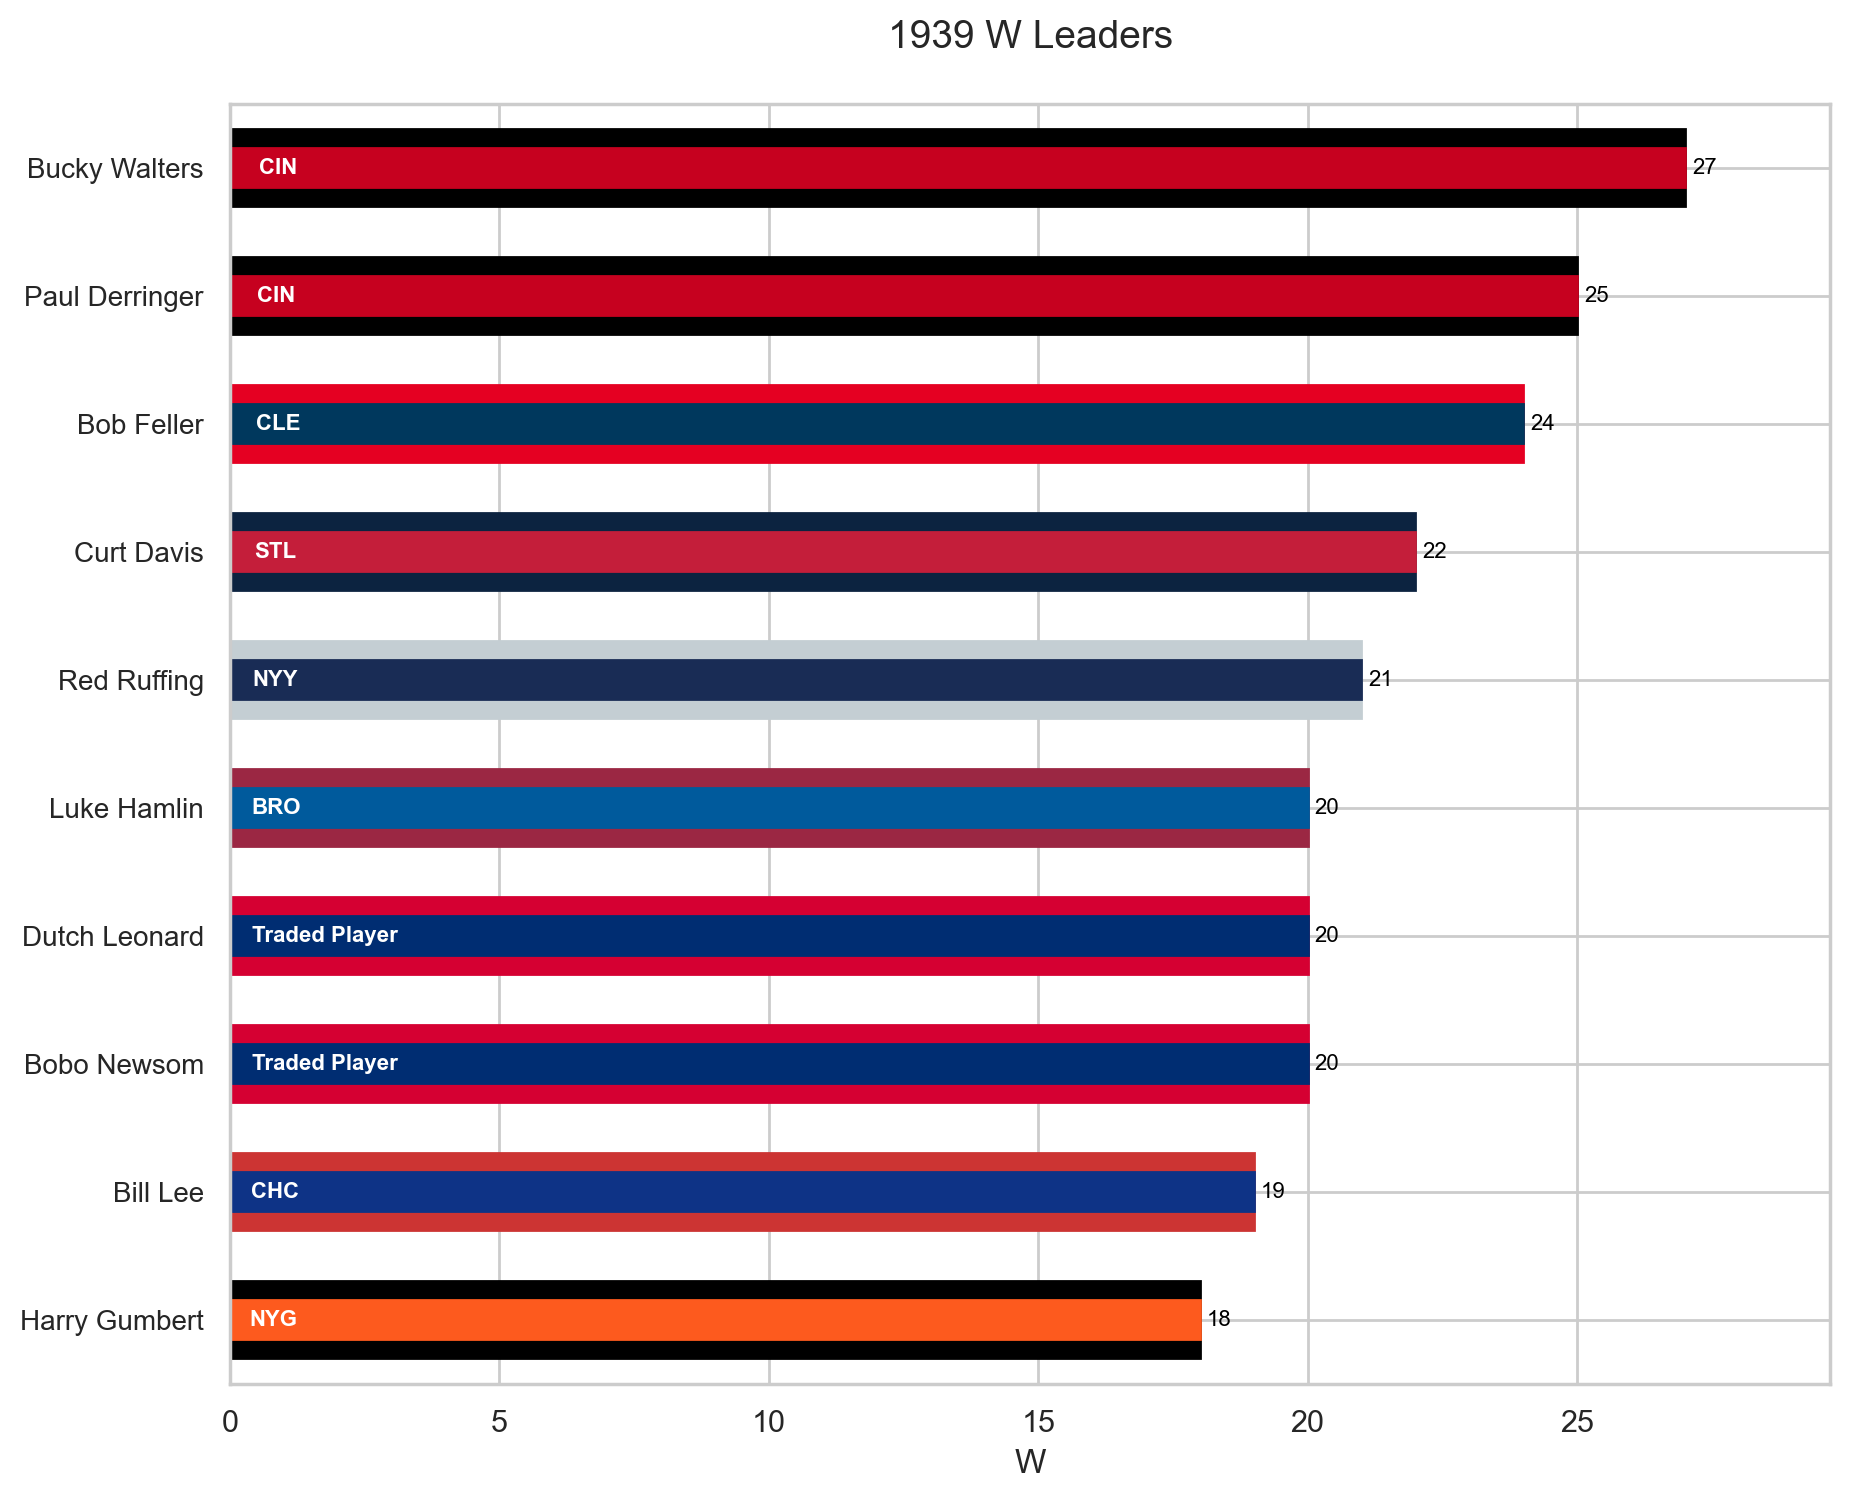 1939 W Leaders
Bucky Walters CIN 27
Paul Derringer CIN 25
Bob Feller CLE 24
Curt Davis STL 22
Red Ruffing NYY 21
Luke Hamlin BRO 20
Dutch Leonard Traded Player 20
Bobo Newsom Traded Player 20
Bill Lee CHC 19
Harry Gumbert NYG 18
0 5 10 15 20 25
W